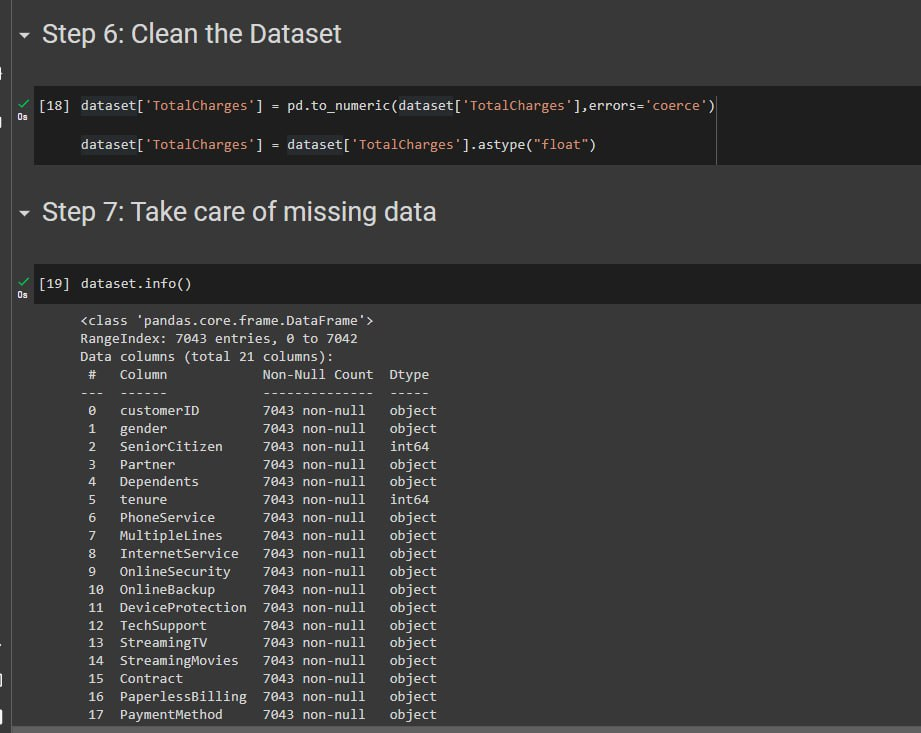 Step 6: Clean the Dataset
[18] dataset['TotalCharges'] = pd.to_numeric(dataset['TotalCharges'],errors='coerce')
0s
dataset['TotalCharges'] = dataset['TotalCharges'].astype("float")
Step 7: Take care of missing data
[19] dataset.info()
0s
<class 'pandas.core.frame.DataFrame'>
RangeIndex: 7043 entries, 0 to 7042
Data columns (total 21 columns):
# Column Non-Null Count Dtype
--- ------ -------------- -----
0 customerID 7043 non-null object
1 gender 7043 non-null object
2 SeniorCitizen 7043 non-null int64
3 Partner 7043 non-null object
4 Dependents 7043 non-null object
5 tenure 7043 non-null int64
6 PhoneService 7043 non-null object
7 MultipleLines 7043 non-null object
8 InternetService 7043 non-null object
9 OnlineSecurity 7043 non-null object
10 OnlineBackup 7043 non-null object
11 DeviceProtection 7043 non-null object
12 TechSupport 7043 non-null object
13 StreamingTV 7043 non-null object
14 StreamingMovies 7043 non-null object
15 Contract 7043 non-null object
16 PaperlessBilling 7043 non-null object
17 PaymentMethod 7043 non-null object